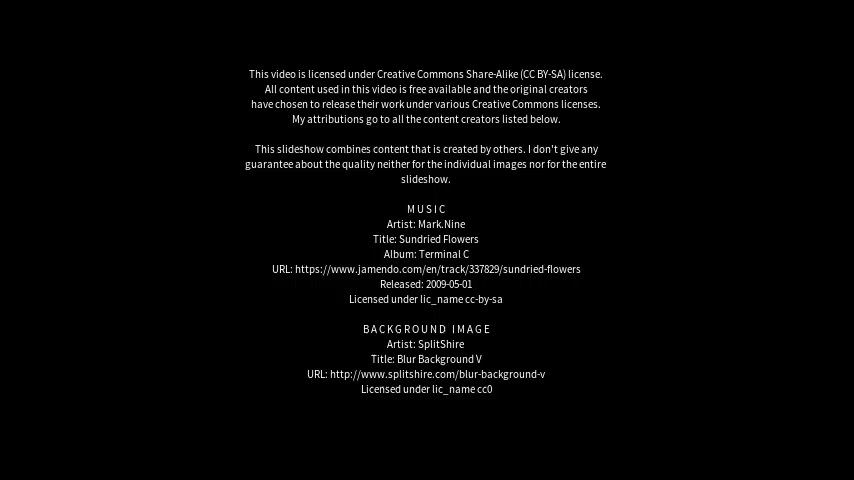 This video is licensed under Creative Commons Share-Alike (CC BY-SA) license.
All content used in this video is free available and the original creators
have chosen to release their work under various Creative Commons licenses.
My attributions go to all the content creators listed below.
This slideshow combines content that is created by others. I don't give any
guarantee about the quality neither for the individual images nor for the entire
slideshow.
MUSIC
Artist: Mark.Nine
Title: Sundried Flowers
Album: Terminal C
URL: https://www.jamendo.com/en/track/337829/sundried-flowers
Released: 2009-05-01
Licensed under lic_name cc-by-sa
BACKGROUND IMAGE
Artist: SplitShire
Title: Blur Background V
URL: http://www.splitshire.com/blur-background-v
Licensed under lic_name cc0